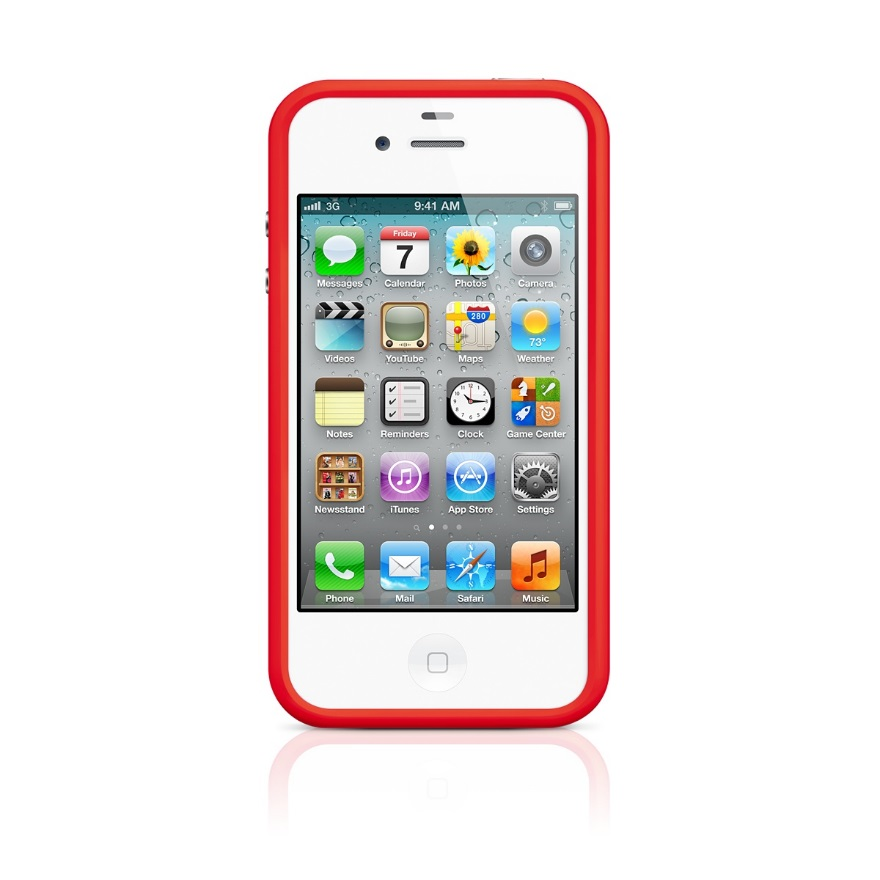 3G 9:41 AM
Friday
7
280
73°
Messages Calendar Photos Camera
Videos YouTube Maps Weather
Notes Reminders Clock Game Center
Newsstand iTunes App Store Settings
Phone Mail Safari Music